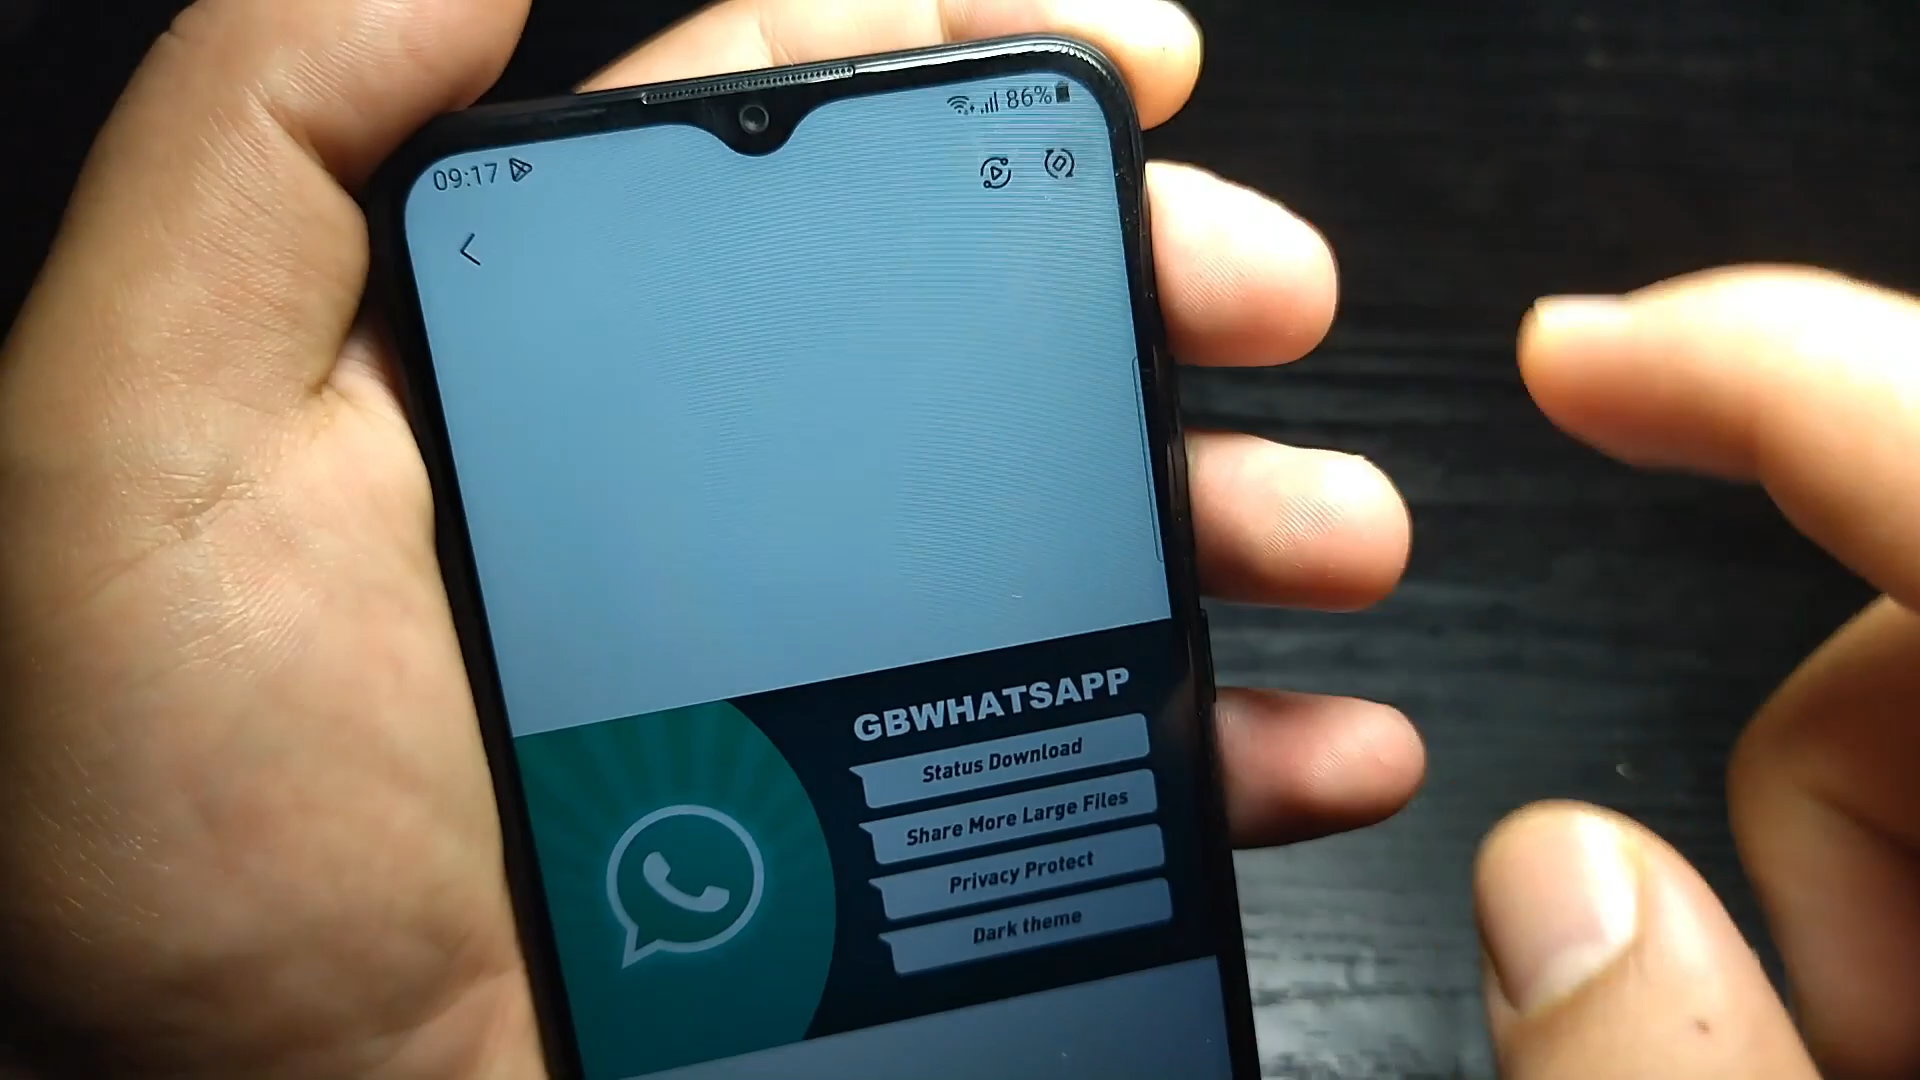 09:17
86%
GBWHATSAPP
Status Download
Share More Large Files
Privacy Protect
Dark theme